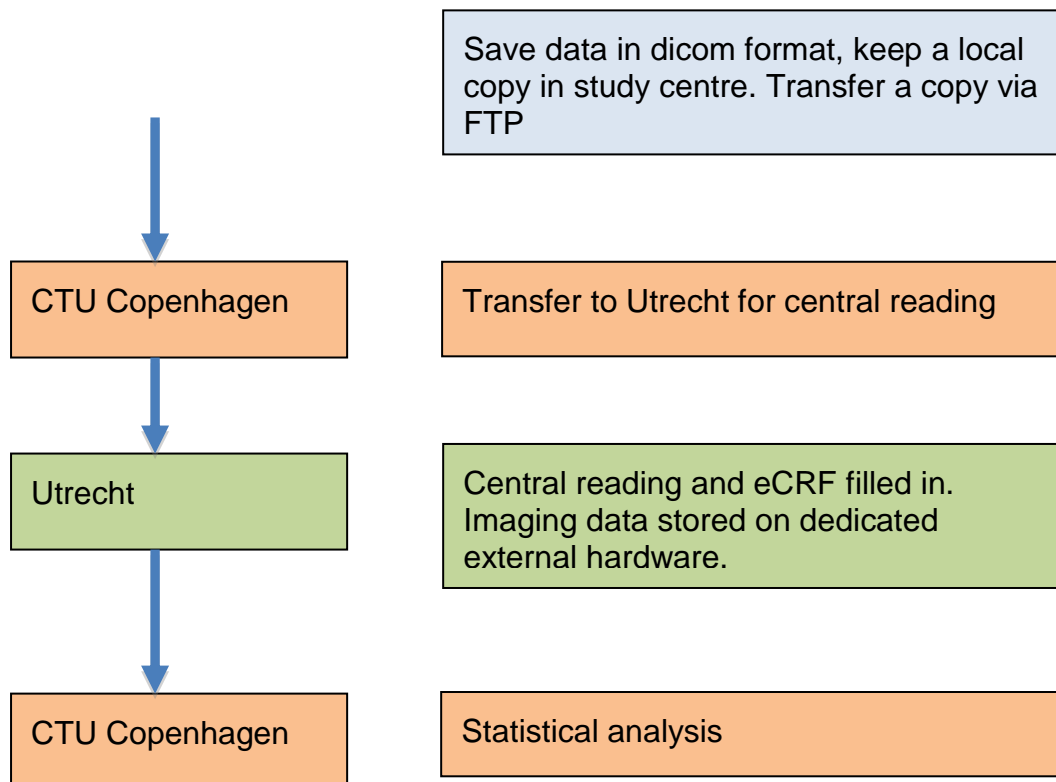 Save data in dicom format, keep a local
copy in study centre. Transfer a copy via
FTP
CTU Copenhagen
Transfer to Utrecht for central reading
Utrecht
Central reading and eCRF filled in.
Imaging data stored on dedicated
external hardware.
CTU Copenhagen
Statistical analysis